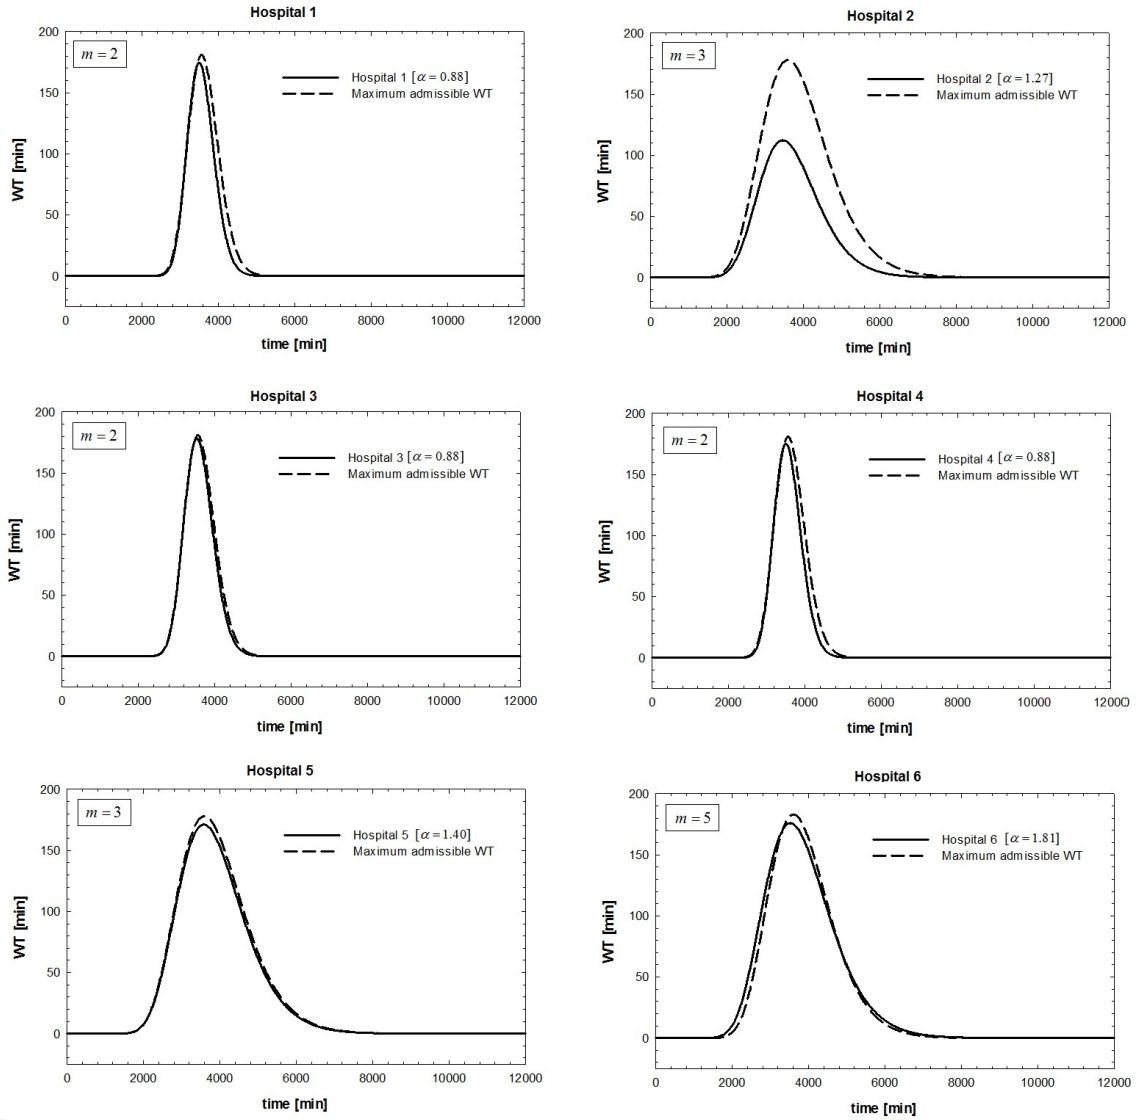 Hospital 1
m = 2
Hospital 1 [α = 0.88]
Maximum admissible WT
WT [min]
200
150
100
50
0
0 2000 4000 6000 8000 10000 12000
time [min]
Hospital 2
m = 3
Hospital 2 [α = 1.27]
Maximum admissible WT
WT [min]
200
150
100
50
0
0 2000 4000 6000 8000 10000 12000
time [min]
Hospital 3
m = 2
Hospital 3 [α = 0.88]
Maximum admissible WT
WT [min]
200
150
100
50
0
0 2000 4000 6000 8000 10000 12000
time [min]
Hospital 4
m = 2
Hospital 4 [α = 0.88]
Maximum admissible WT
WT [min]
200
150
100
50
0
0 2000 4000 6000 8000 10000 12000
time [min]
Hospital 5
m = 3
Hospital 5 [α = 1.40]
Maximum admissible WT
WT [min]
200
150
100
50
0
0 2000 4000 6000 8000 10000 12000
time [min]
Hospital 6
m = 5
Hospital 6 [α = 1.81]
Maximum admissible WT
WT [min]
200
150
100
50
0
0 2000 4000 6000 8000 10000 12000
time [min]